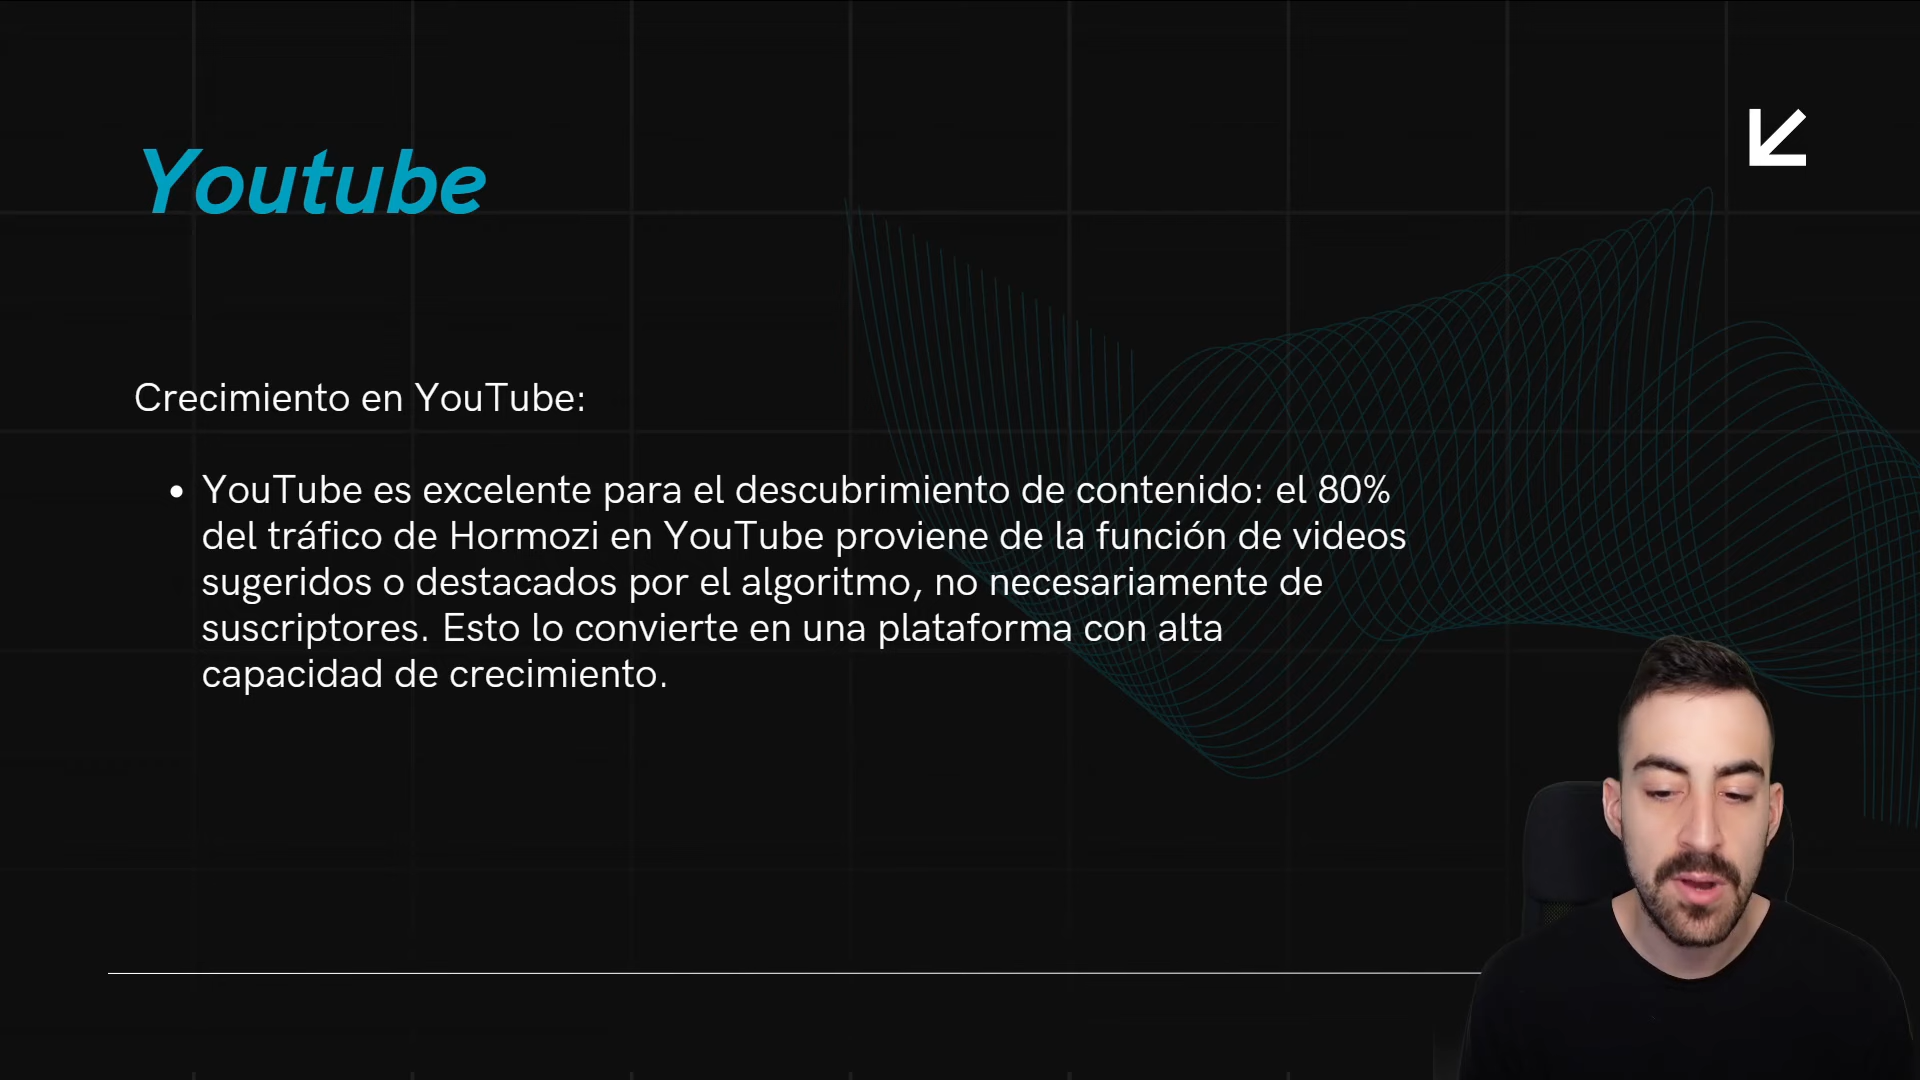 Youtube
Crecimiento en YouTube:
• YouTube es excelente para el descubrimiento de contenido: el 80%
del tráfico de Hormozi en YouTube proviene de la función de videos
sugeridos o destacados por el algoritmo, no necesariamente de
suscriptores. Esto lo convierte en una plataforma con alta
capacidad de crecimiento.